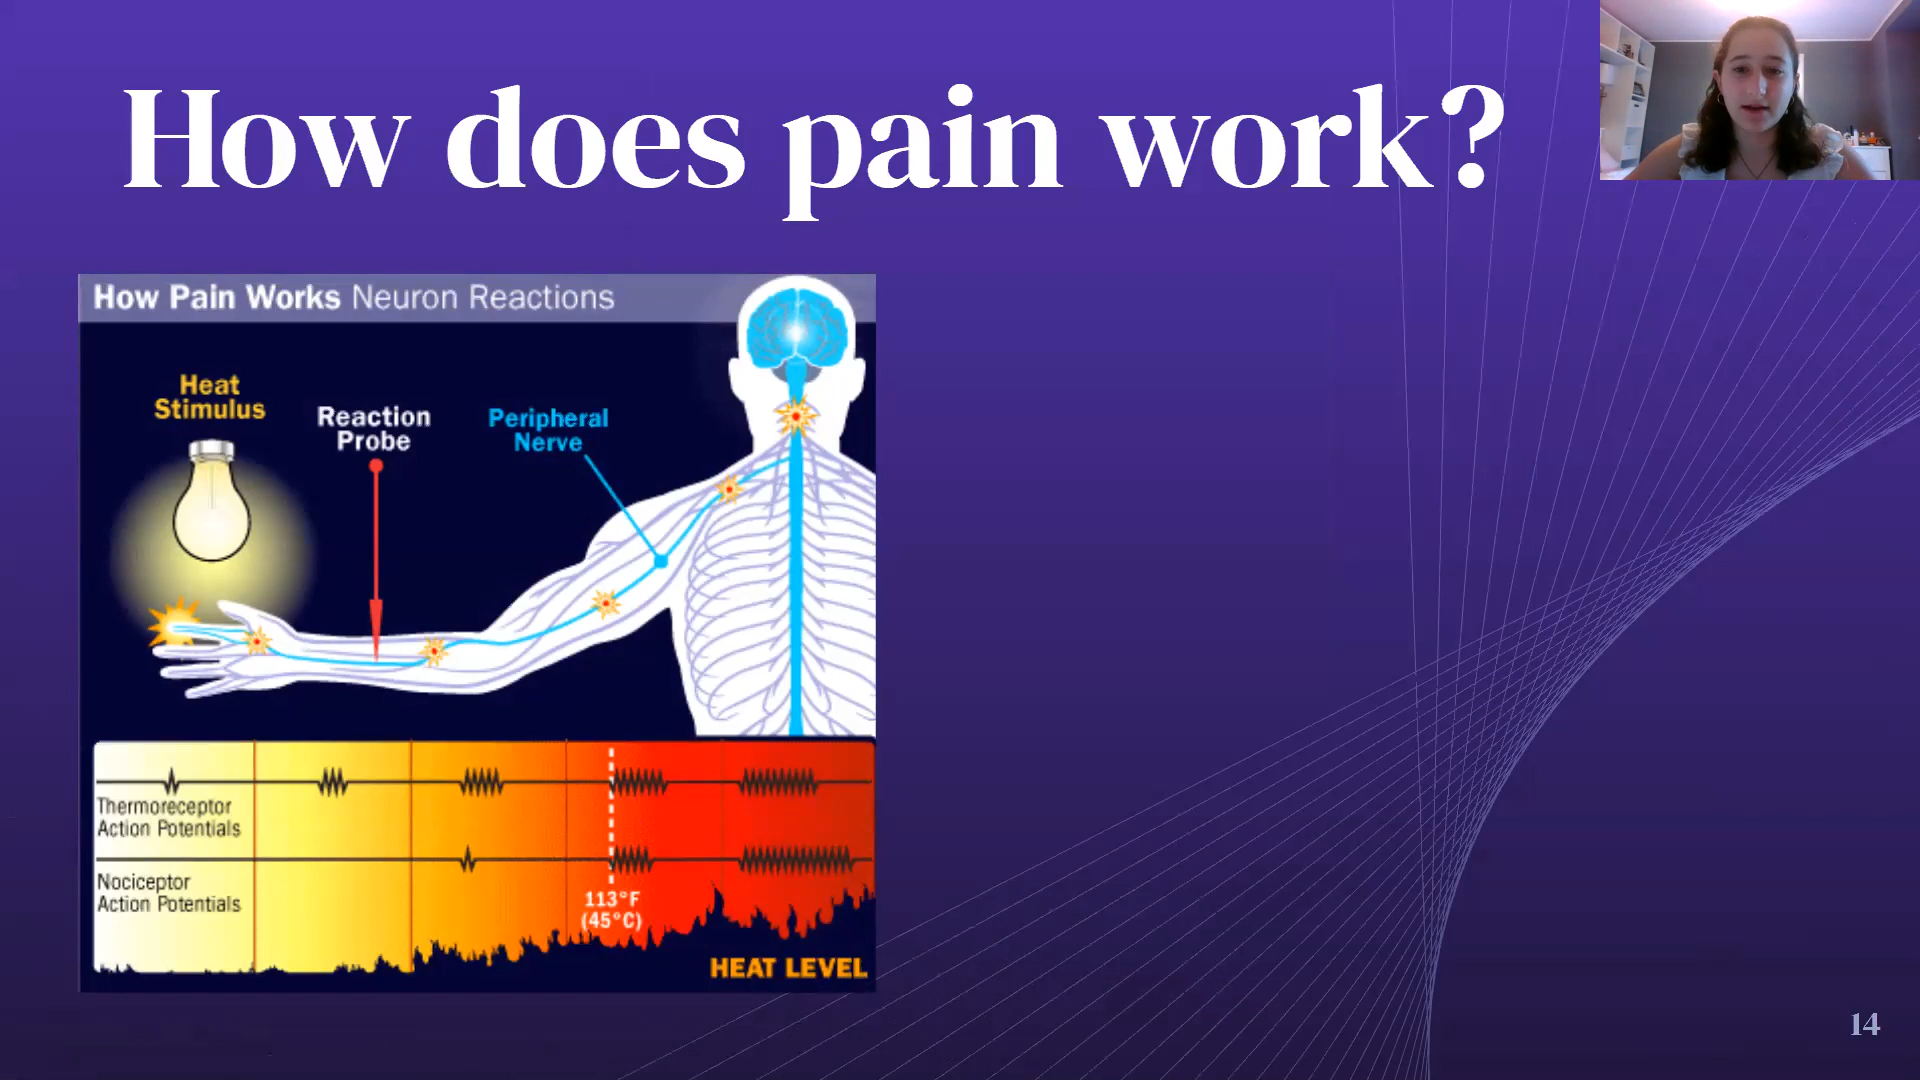 How does pain work?
How Pain Works Neuron Reactions
Heat
Stimulus
Reaction
Probe
Peripheral
Nerve
Thermoreceptor
Action Potentials
Nociceptor
Action Potentials
113°F
(45°C)
HEAT LEVEL
14